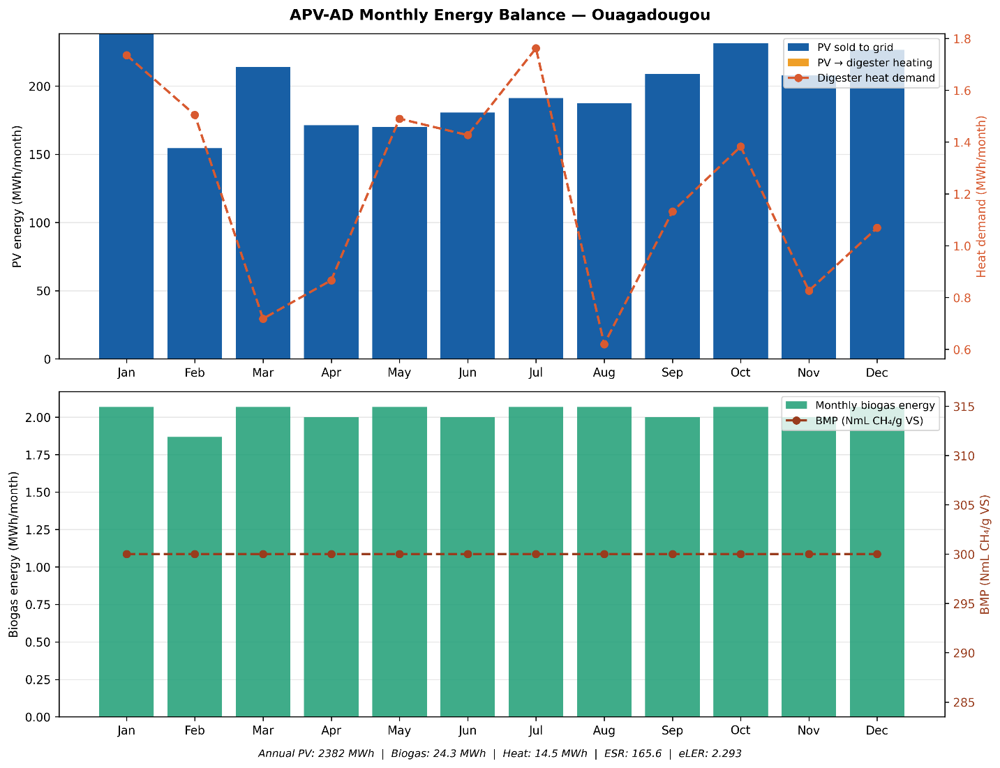 APV-AD Monthly Energy Balance — Ouagadougou
PV energy (MWh/month)
200
150
100
50
0
1.8
1.6
1.4
1.2
1.0
0.8
0.6
Heat demand (MWh/month)
PV sold to grid
PV → digester heating
Digester heat demand
Jan Feb Mar Apr May Jun Jul Aug Sep Oct Nov Dec
Biogas energy (MWh/month)
2.00
1.75
1.50
1.25
1.00
0.75
0.50
0.25
0.00
315
310
305
300
295
290
285
BMP (NmL CH₄/g VS)
Monthly biogas energy
BMP (NmL CH₄/g VS)
Jan Feb Mar Apr May Jun Jul Aug Sep Oct Nov Dec
Annual PV: 2382 MWh | Biogas: 24.3 MWh | Heat: 14.5 MWh | ESR: 165.6 | eLER: 2.293